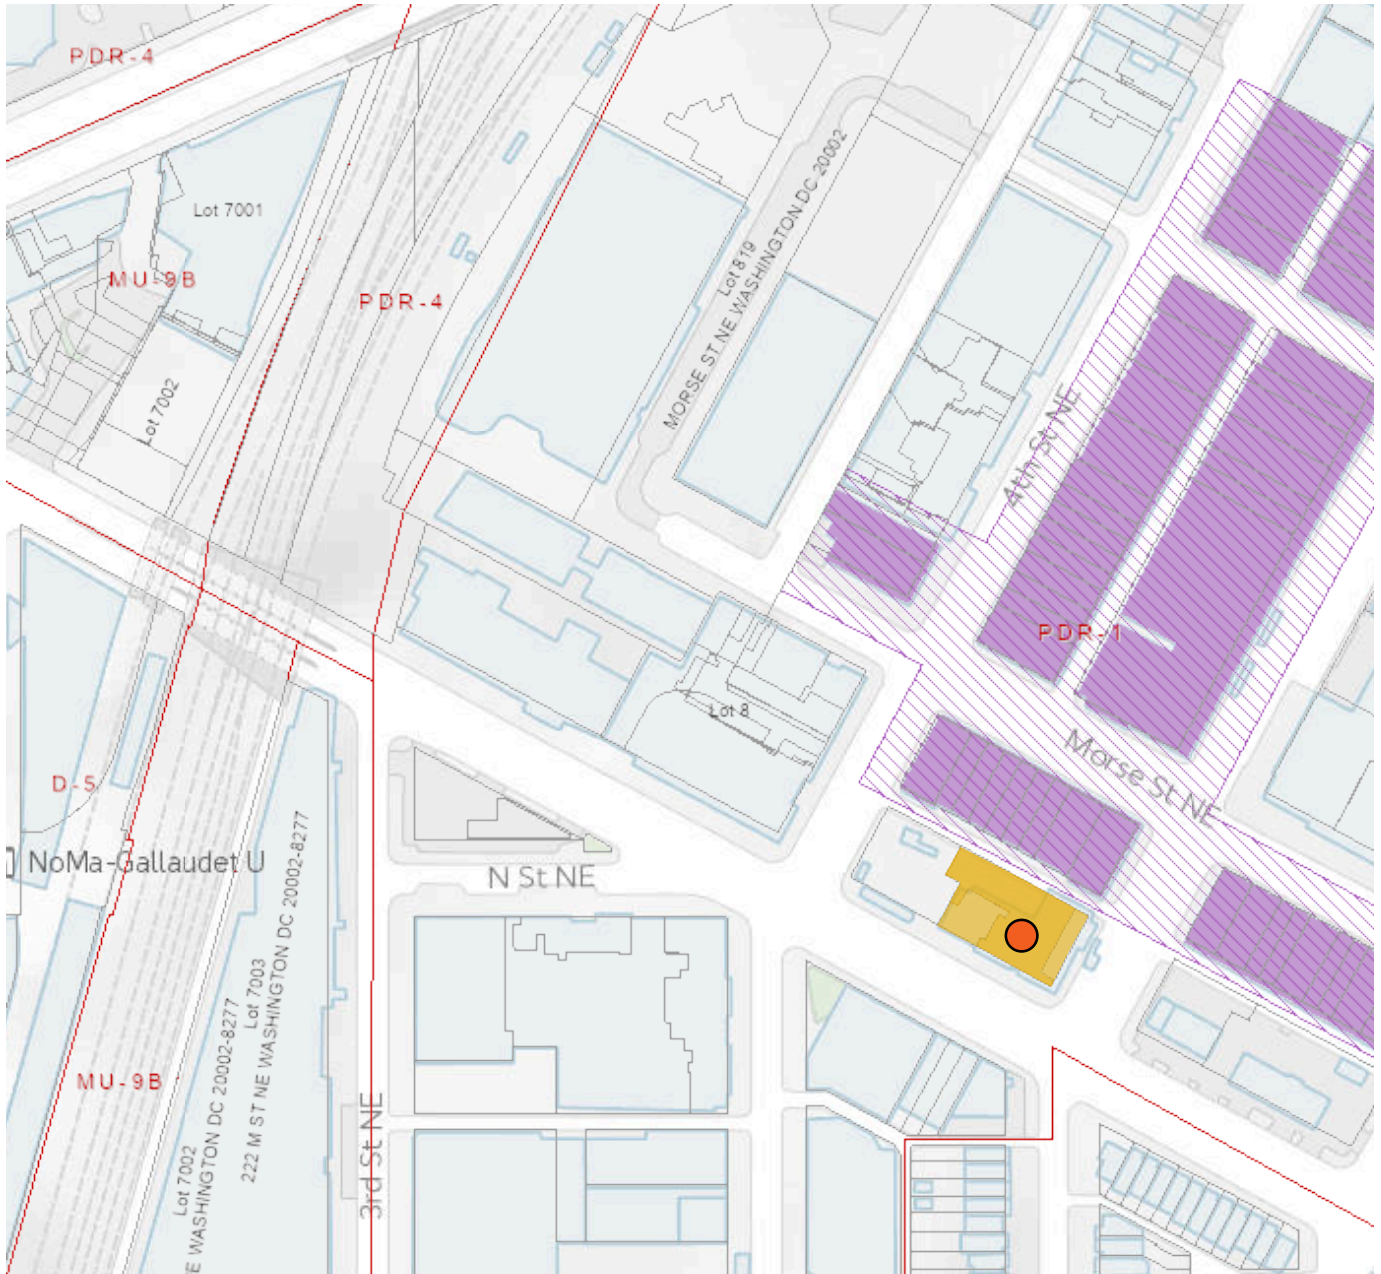 PDR-4
Lot 7001
MU-9B
PDR-4
Lot 819
MORSE ST NE WASHINGTON DC 20002
Lot 7002
4th St NE
PDR-1
Lot 8
Morse St NE
D-5
NoMa-Gallaudet U
N St NE
Lot 7003
222 M ST NE WASHINGTON DC 20002-8277
MU-9B
Lot 7002
E WASHINGTON DC 20002-8277
3rd St NE